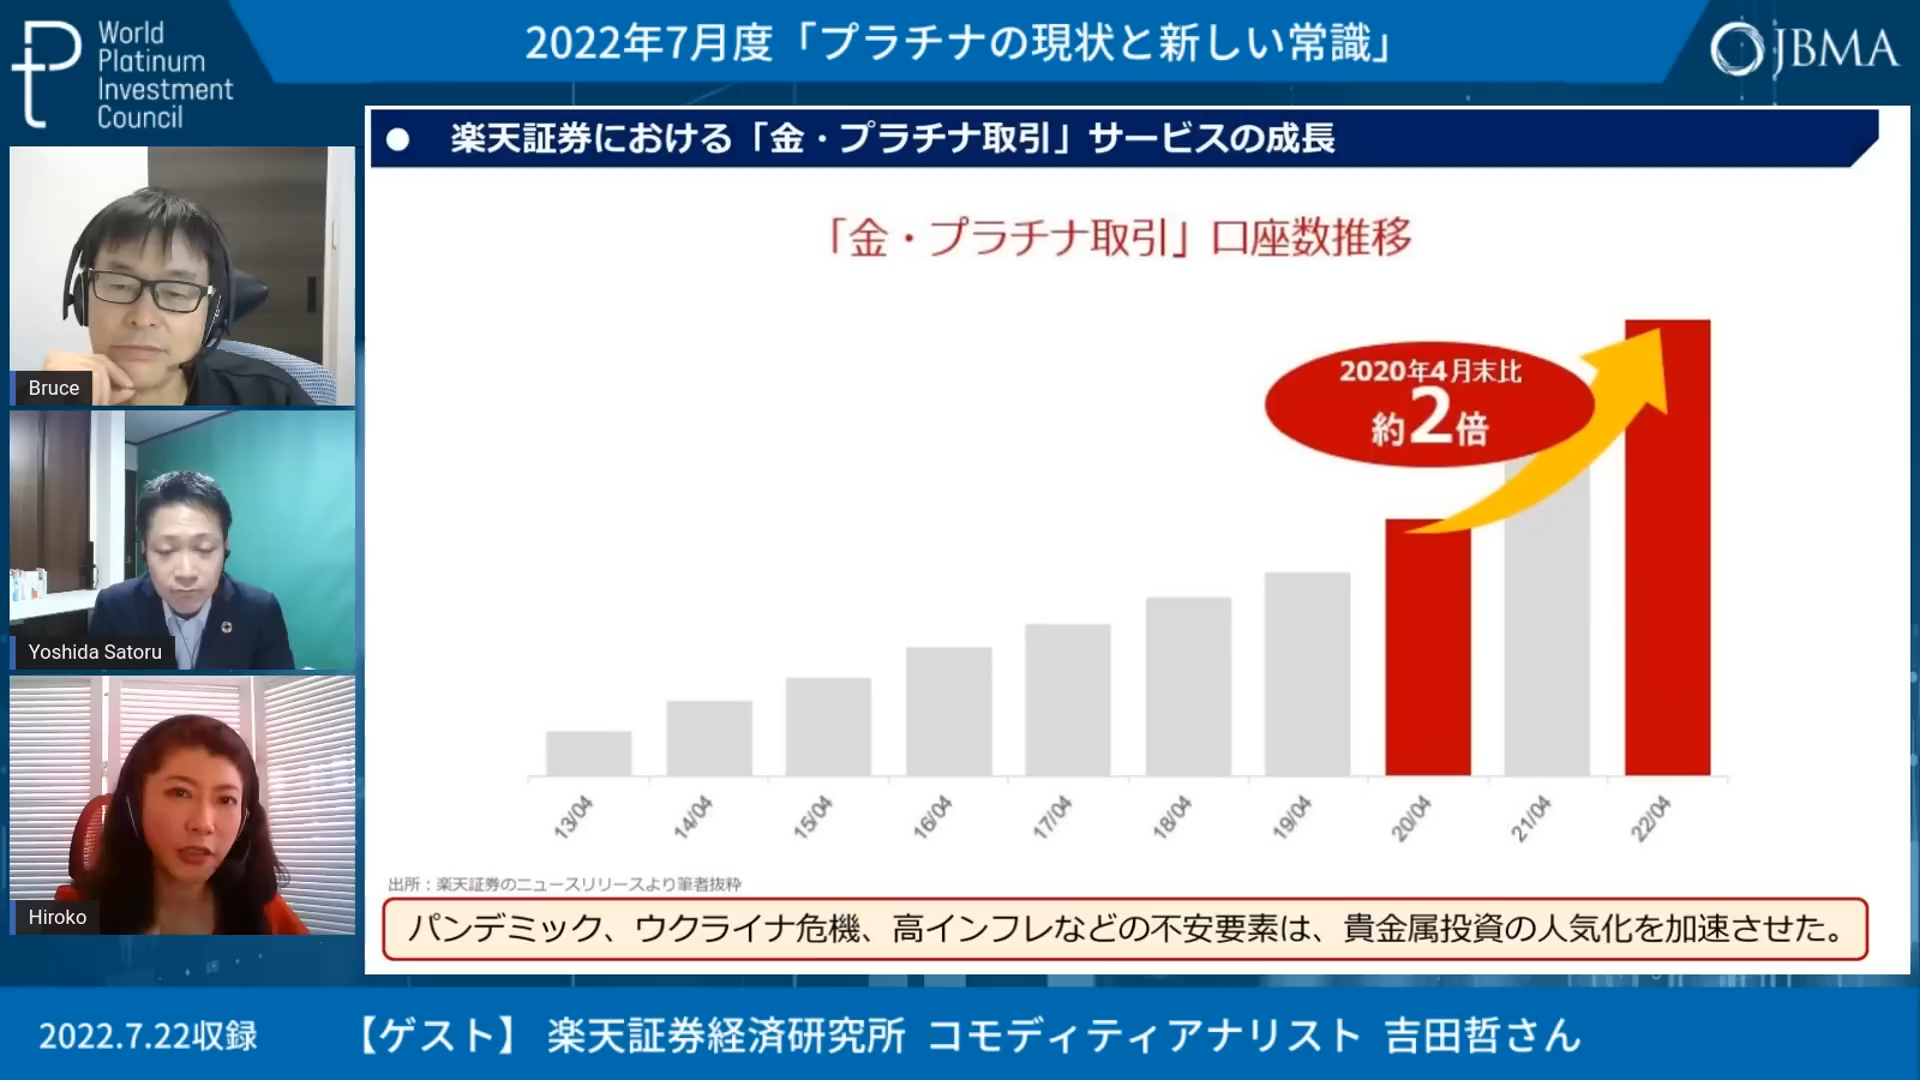 World
Platinum
Investment
Council
2022年7月度「プラチナの現状と新しい常識」
JBMA
● 楽天証券における「金・プラチナ取引」サービスの成長
「金・プラチナ取引」口座数推移
2020年4月末比
約2倍
13/04 14/04 15/04 16/04 17/04 18/04 19/04 20/04 21/04 22/04
出所：楽天証券のニュースリリースより筆者抜粋
パンデミック、ウクライナ危機、高インフレなどの不安要素は、貴金属投資の人気化を加速させた。
Bruce
Yoshida Satoru
Hiroko
2022.7.22収録 【ゲスト】 楽天証券経済研究所 コモディティアナリスト 吉田哲さん